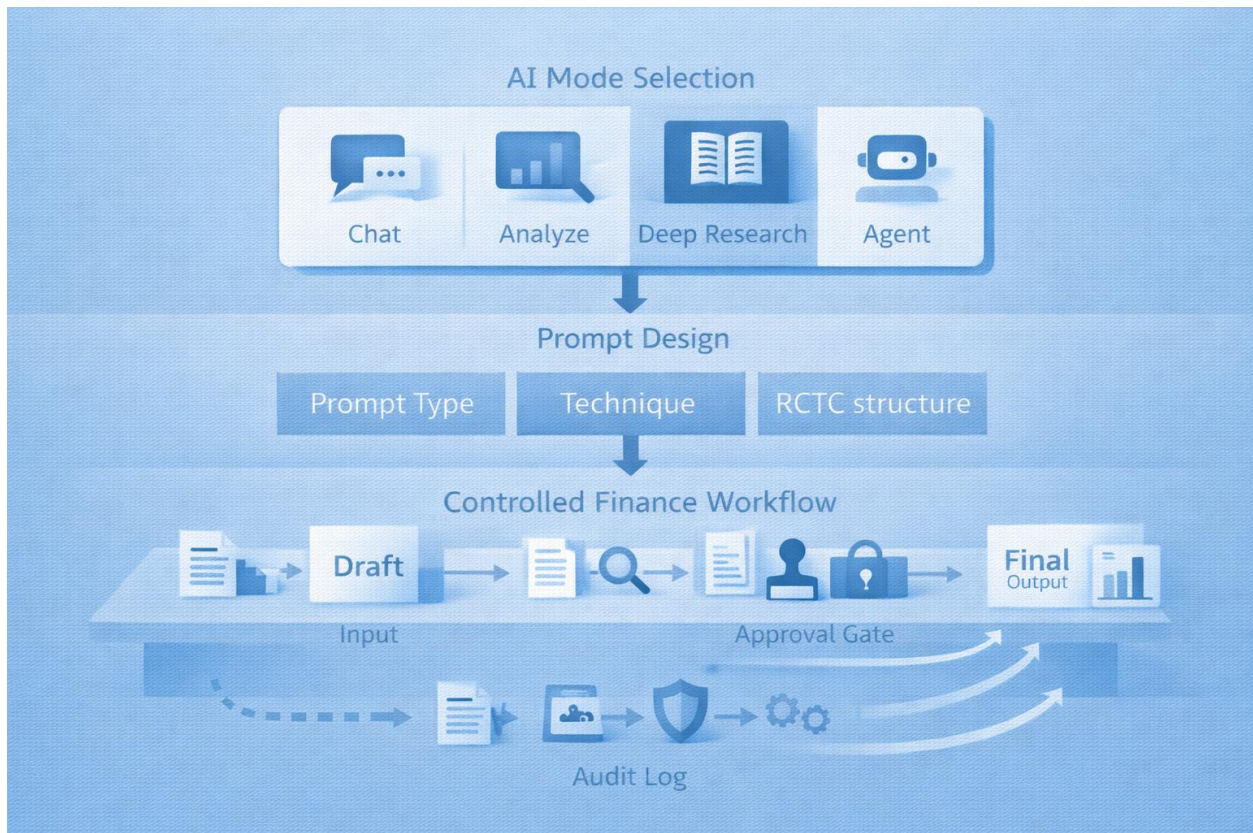 AI Mode Selection
Chat Analyze Deep Research Agent
Prompt Design
Prompt Type Technique RCTC structure
Controlled Finance Workflow
Draft
Final
Output
Input
Approval Gate
Audit Log